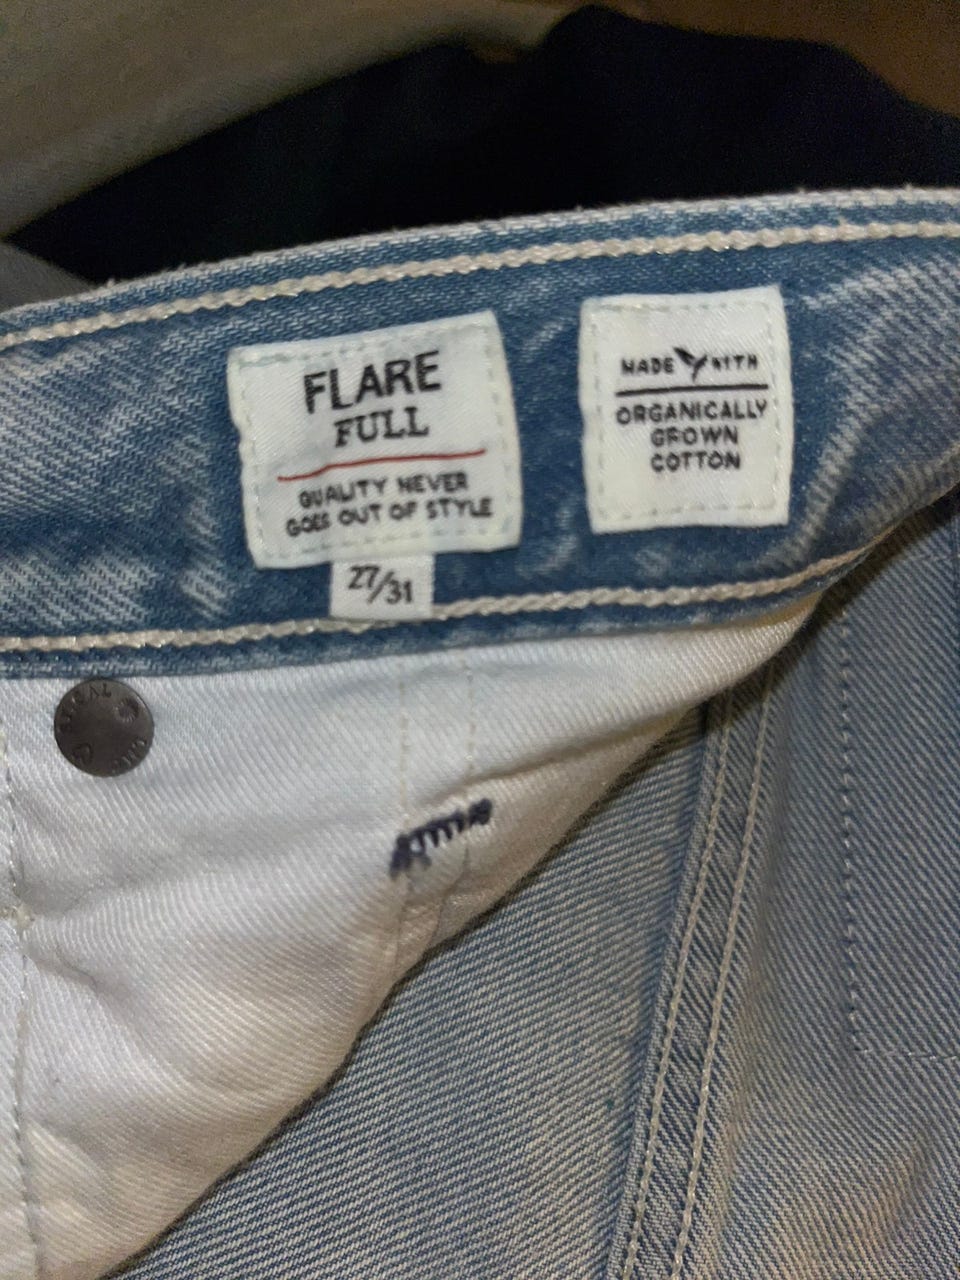 FLARE
FULL
QUALITY NEVER
GOES OUT OF STYLE
27/31
MADE WITH
ORGANICALLY
GROWN
COTTON